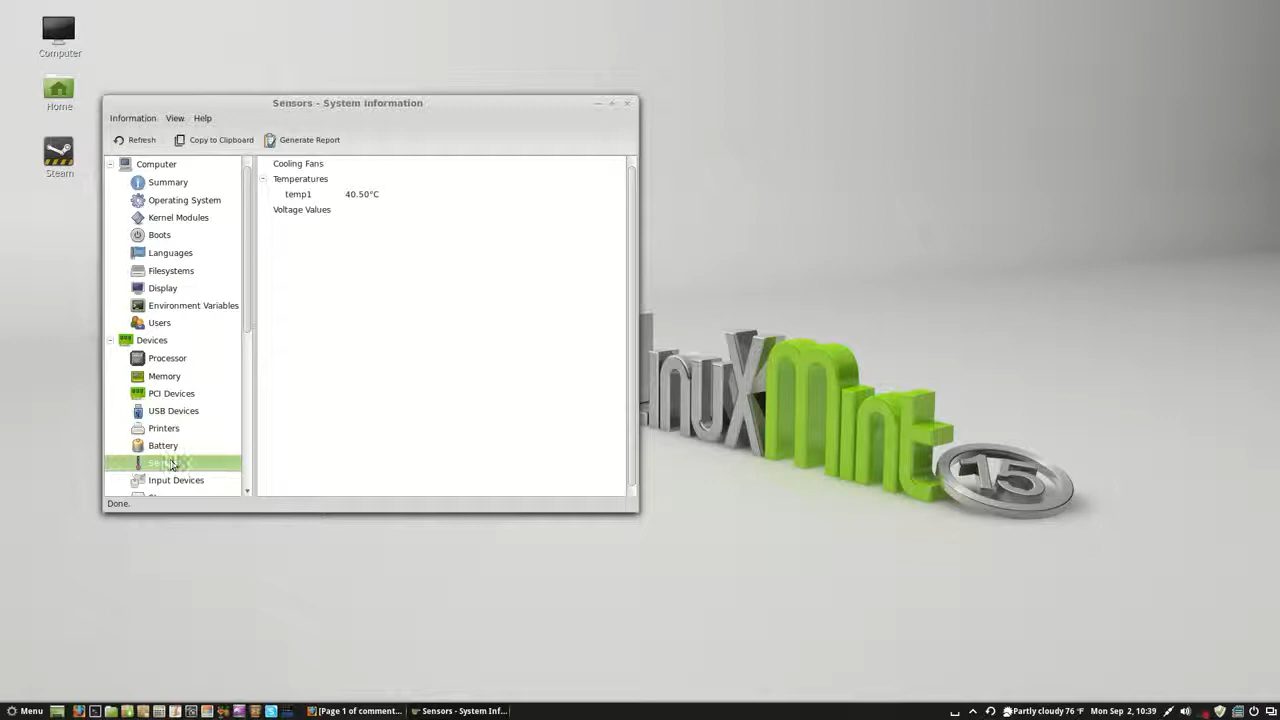 Computer
Home
Steam
Sensors - System Information
Information View Help
Refresh Copy to Clipboard Generate Report
Computer
Summary
Operating System
Kernel Modules
Boots
Languages
Filesystems
Display
Environment Variables
Users
Devices
Processor
Memory
PCI Devices
USB Devices
Printers
Battery
Input Devices
Cooling Fans
Temperatures
temp1 40.50°C
Voltage Values
Done.
LinuxMint
15
Menu
[Page 1 of comment...
Sensors - System Inf...
Partly cloudy 76 °F Mon Sep 2, 10:39